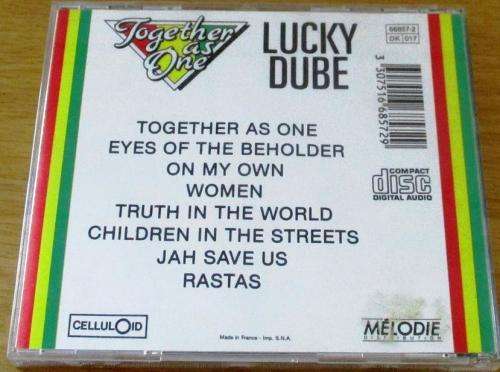 Together
as
One
LUCKY
DUBE
66857-2
DK 017
3 307516 685729
TOGETHER AS ONE
EYES OF THE BEHOLDER
ON MY OWN
WOMEN
TRUTH IN THE WORLD
CHILDREN IN THE STREETS
JAH SAVE US
RASTAS
COMPACT
disc
DIGITAL AUDIO
CELLULOID
Made in France - Imp. S.N.A.
MÉLODIE
DISTRIBUTION